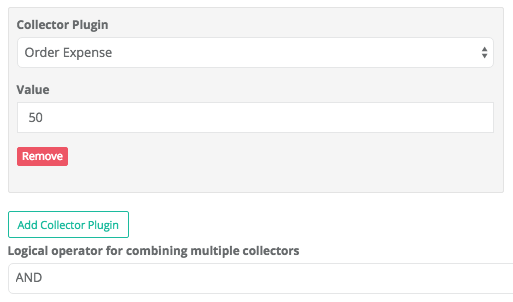 Collector Plugin
Order Expense
Value
50
Remove
Add Collector Plugin
Logical operator for combining multiple collectors
AND